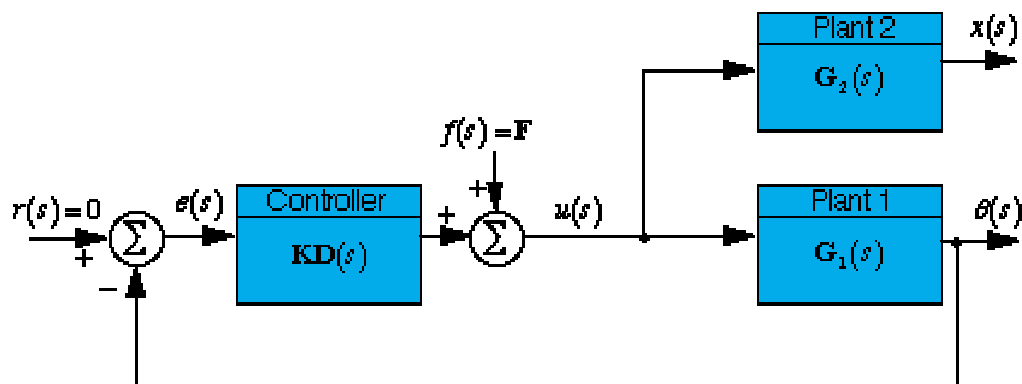 Plant 2
x(s)
G₂(s)
f(s)=F
+
Controller
Plant 1
r(s)=0
e(s)
+
u(s)
θ(s)
Σ
Σ
+
KD(s)
G₁(s)
−